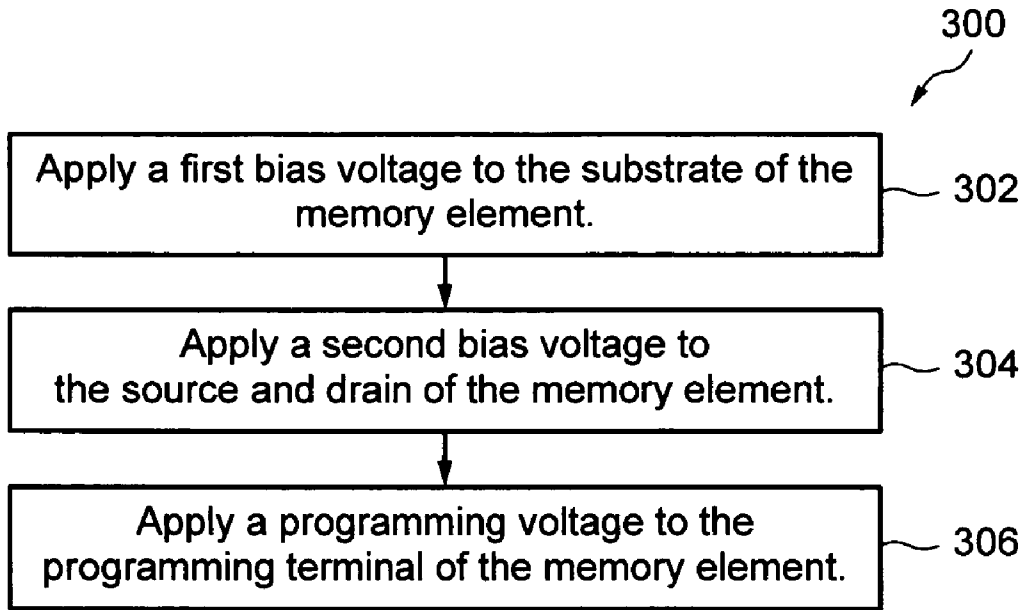 300
Apply a first bias voltage to the substrate of the
memory element.
302
Apply a second bias voltage to
the source and drain of the memory element.
304
Apply a programming voltage to the
programming terminal of the memory element.
306